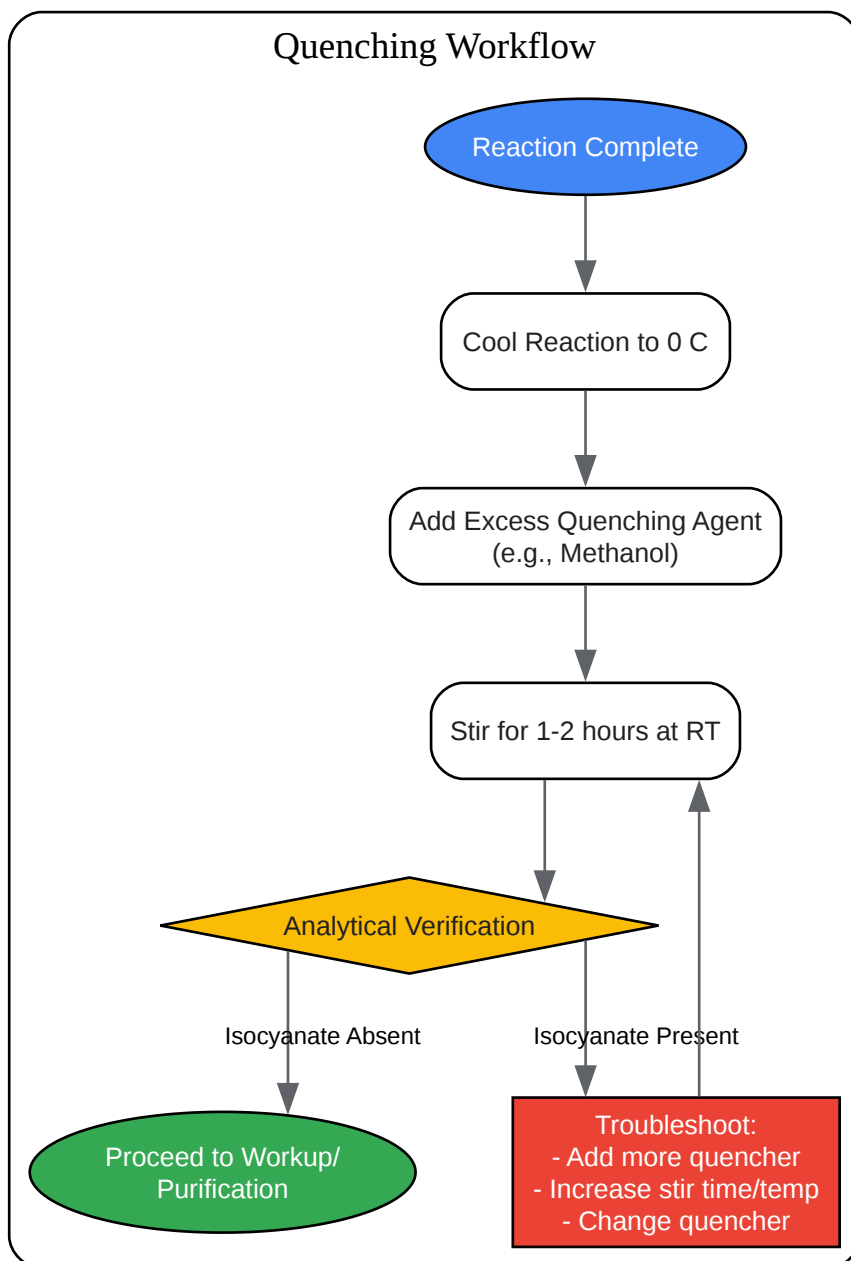 Quenching Workflow
Reaction Complete
Cool Reaction to 0 C
Add Excess Quenching Agent
(e.g., Methanol)
Stir for 1-2 hours at RT
Analytical Verification
Isocyanate Absent
Isocyanate Present
Proceed to Workup/
Purification
Troubleshoot:
- Add more quencher
- Increase stir time/temp
- Change quencher